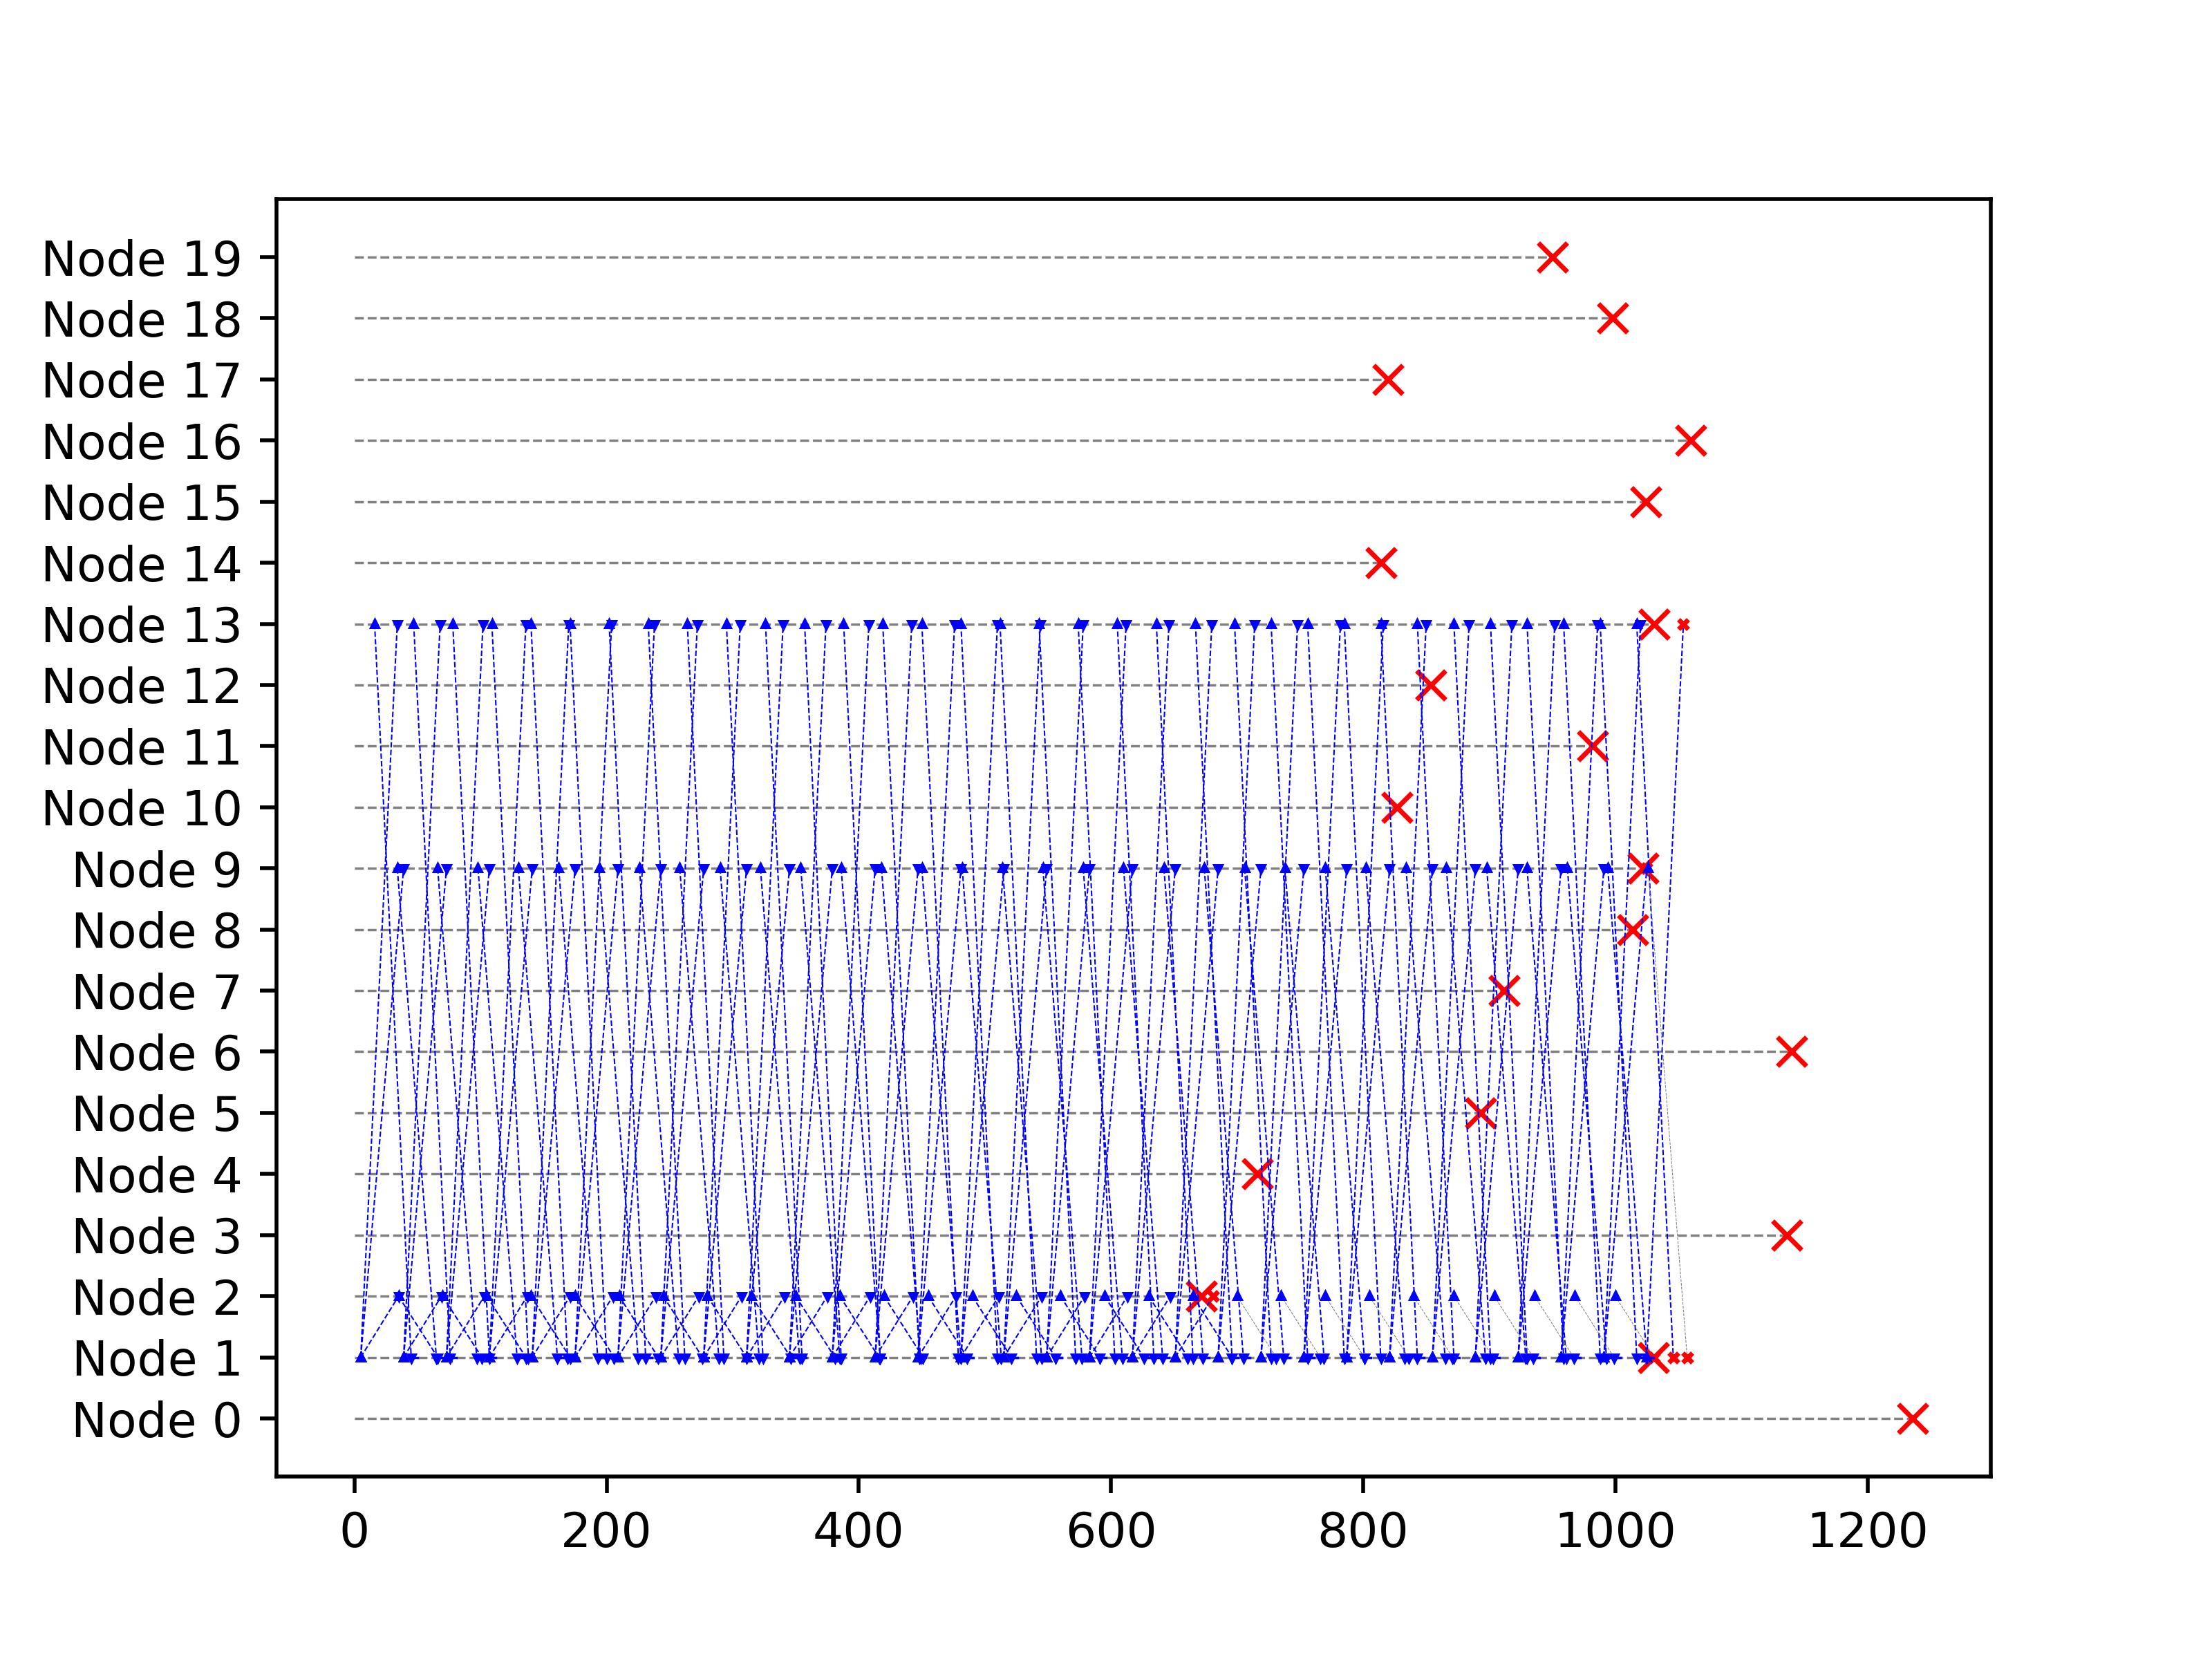 Node 19
Node 18
Node 17
Node 16
Node 15
Node 14
Node 13
Node 12
Node 11
Node 10
Node 9
Node 8
Node 7
Node 6
Node 5
Node 4
Node 3
Node 2
Node 1
Node 0
0 200 400 600 800 1000 1200